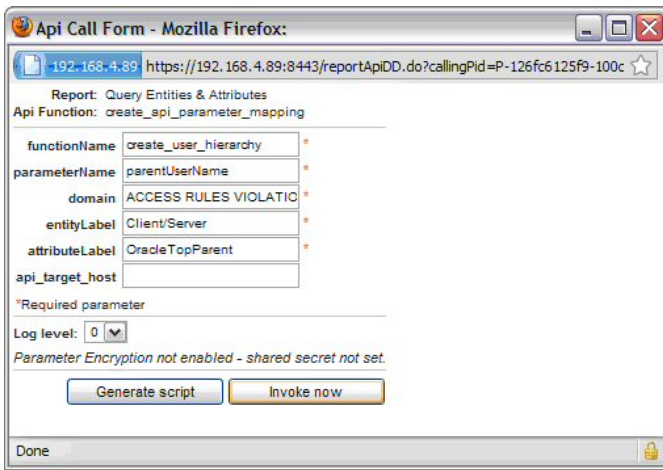 Api Call Form - Mozilla Firefox:
192.168.4.89 https://192.168.4.89:8443/reportApiDD.do?callingPid=P-126fc6125f9-100c
Report: Query Entities & Attributes
Api Function: create_api_parameter_mapping
functionName create_user_hierarchy *
parameterName parentUserName *
domain ACCESS RULES VIOLATIC *
entityLabel Client/Server *
attributeLabel OracleTopParent *
api_target_host
*Required parameter
Log level: 0
Parameter Encryption not enabled - shared secret not set.
Generate script Invoke now
Done